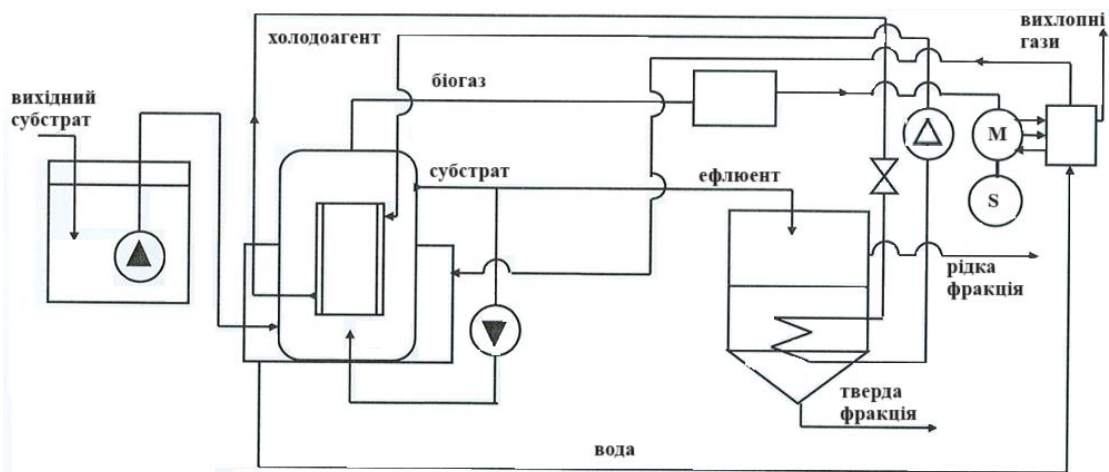 холодоагент
вихлопні
гази
біогаз
вихідний
субстрат
M
субстрат
ефлюент
S
рідка
фракція
тверда
фракція
вода